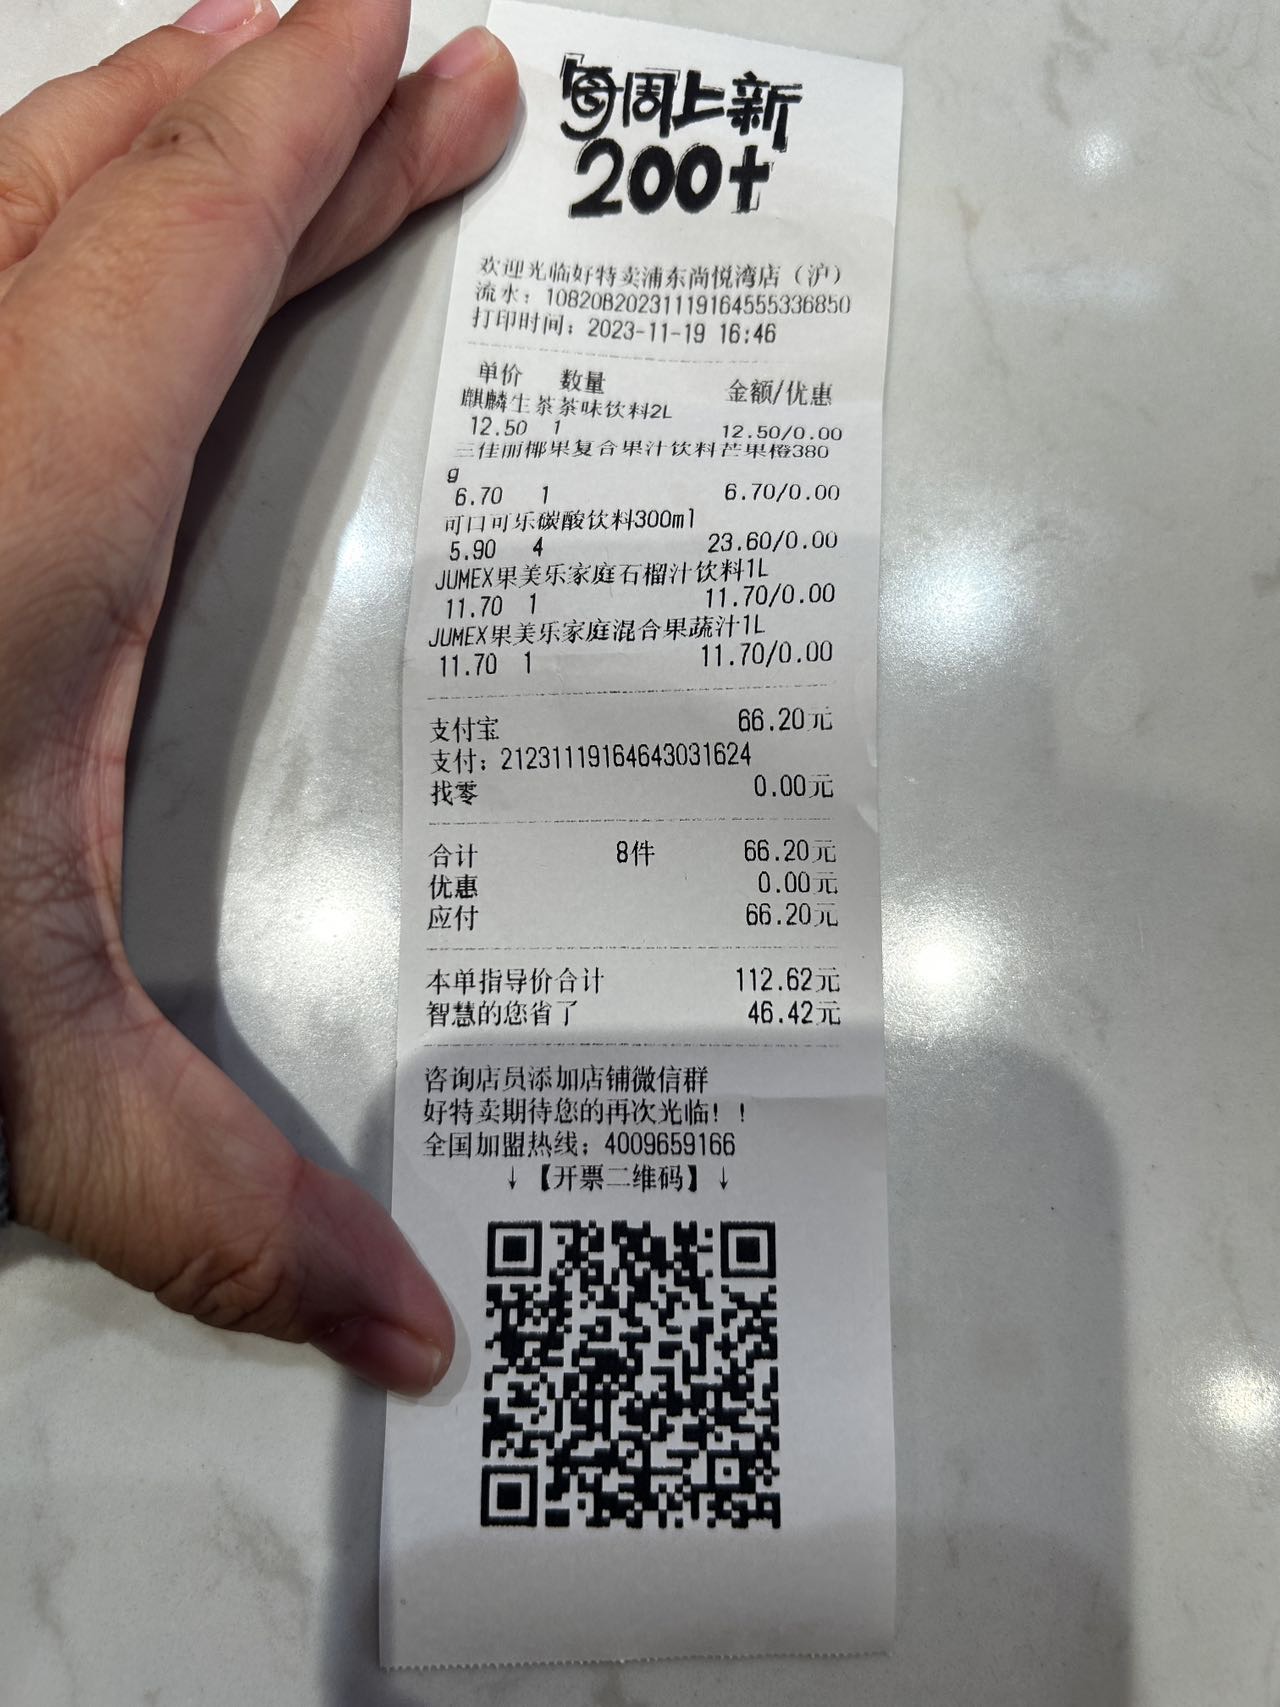 每周上新
200+
欢迎光临好特卖浦东尚悦湾店（沪）
流水：10820B20231119164555336850
打印时间：2023-11-19 16:46
单价 数量 金额/优惠
麒麟生茶茶味饮料2L
12.50 1 12.50/0.00
三佳丽椰果复合果汁饮料芒果橙380
g
6.70 1 6.70/0.00
可口可乐碳酸饮料300ml
5.90 4 23.60/0.00
JUMEX果美乐家庭石榴汁饮料1L
11.70 1 11.70/0.00
JUMEX果美乐家庭混合果蔬汁1L
11.70 1 11.70/0.00
支付宝 66.20元
支付：21231119164643031624
找零 0.00元
合计 8件 66.20元
优惠 0.00元
应付 66.20元
本单指导价合计 112.62元
智慧的您省了 46.42元
咨询店员添加店铺微信群
好特卖期待您的再次光临！！
全国加盟热线：4009659166
↓【开票二维码】↓